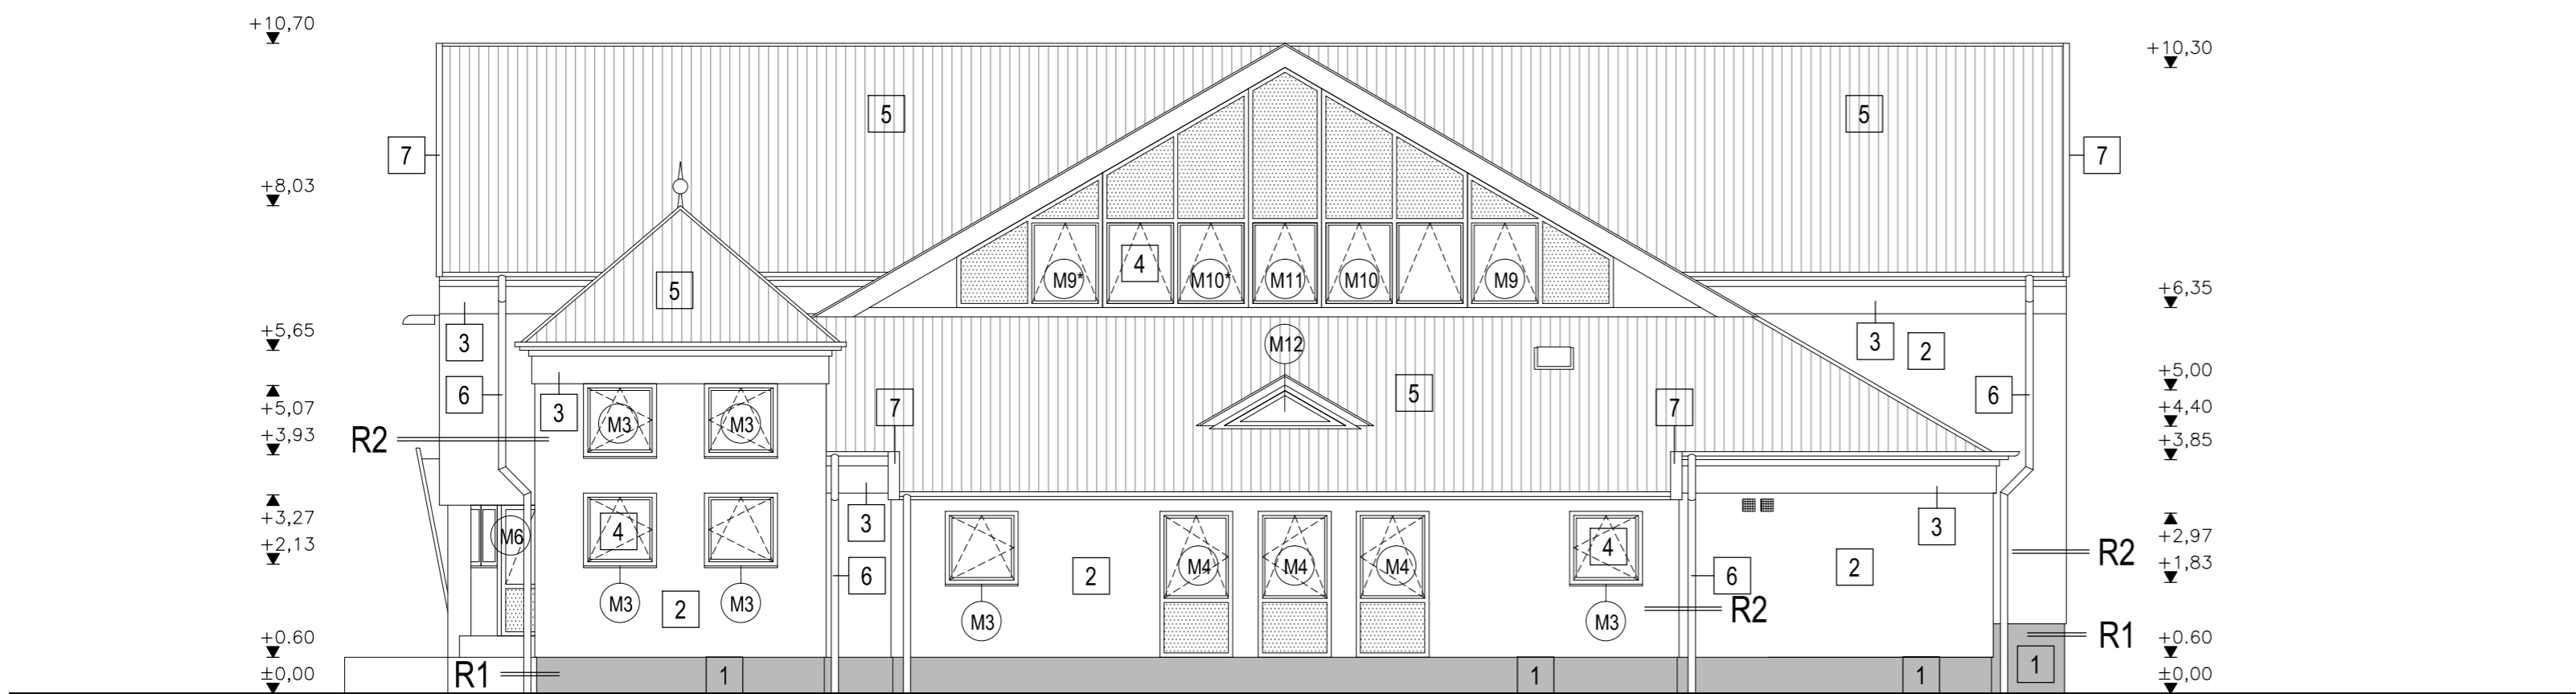 +10,70
+10,30
5
5
7
7
+8,03
4
M9*
M10*
M11
M10
M9
5
+6,35
3
+5,65
M12
3
2
6
+5,07
+3,93
R2
3
M3
M3
7
5
7
6
+5,00
+4,40
+3,85
+3,27
+2,13
M6
4
3
4
3
+2,97
+1,83
R2
M4
M4
M4
2
2
6
6
M3
M3
2
M3
M3
R2
+0.60
±0,00
R1
1
1
1
1
R1
+0.60
±0,00